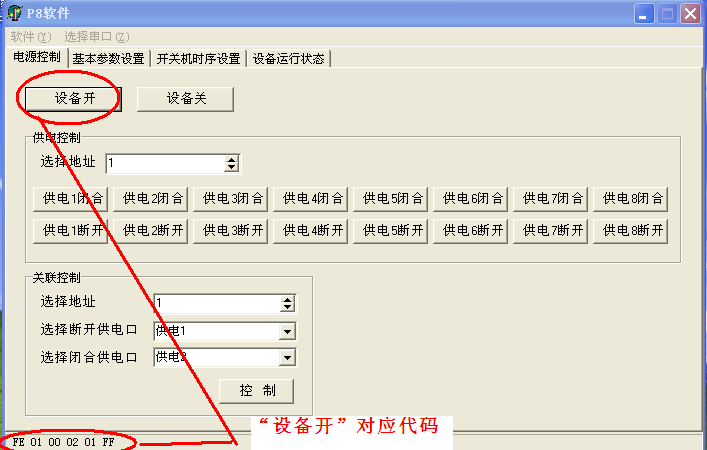 P8软件
软件(Y) 选择串口(Z)
电源控制 基本参数设置 开关机时序设置 设备运行状态
设备开 设备关
供电控制
选择地址 1
供电1闭合 供电2闭合 供电3闭合 供电4闭合 供电5闭合 供电6闭合 供电7闭合 供电8闭合
供电1断开 供电2断开 供电3断开 供电4断开 供电5断开 供电6断开 供电7断开 供电8断开
关联控制
选择地址 1
选择断开供电口 供电1
选择闭合供电口 供电2
控 制
“设备开”对应代码
FE 01 00 02 01 FF